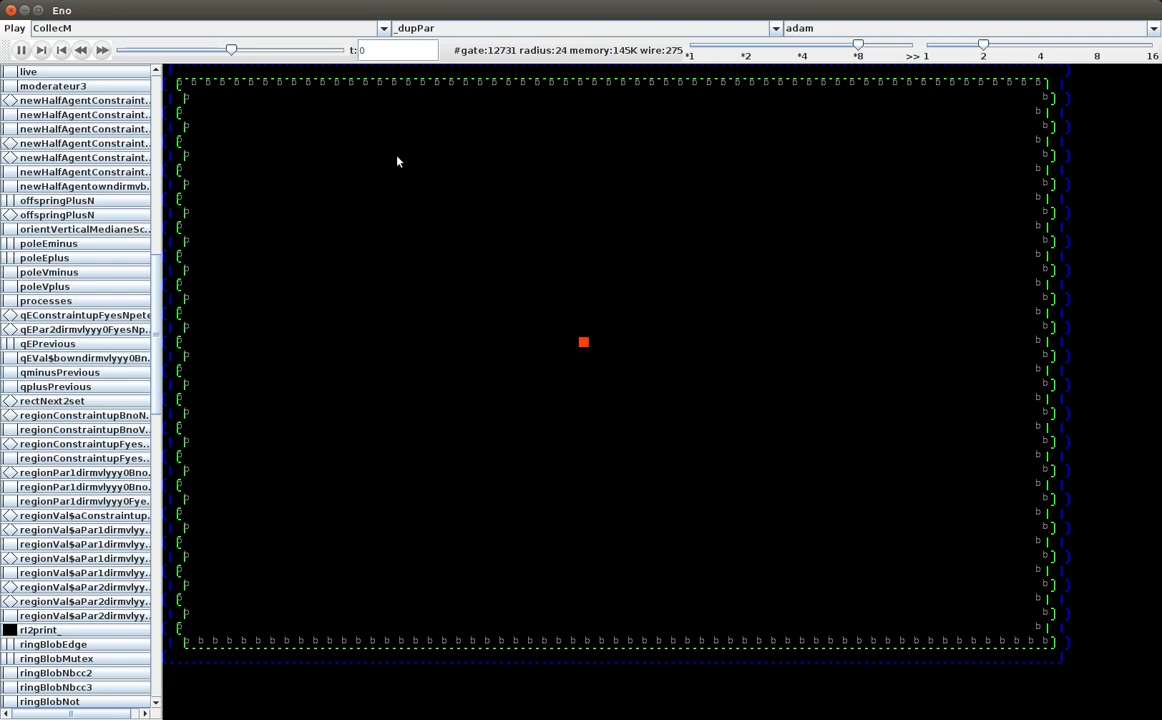 Eno
Play CollecM _dupPar adam
t: 0 #gate:12731 radius:24 memory:145K wire:275
*1 *2 *4 *8 >> 1 2 4 8 16
live
moderateur3
newHalfAgentConstraint..
newHalfAgentConstraint..
newHalfAgentConstraint..
newHalfAgentConstraint..
newHalfAgentConstraint..
newHalfAgentConstraint..
newHalfAgentowndirmvb.
offspringPlusN
offspringPlusN
orientVerticalMedianeSc..
poleEminus
poleEplus
poleVminus
poleVplus
processes
qEConstraintupFyesNpete
qEPar2dirmvlyyy0FyesNp..
qEPrevious
qEVal$bowndirmvlyyy0Bn.
qminusPrevious
qplusPrevious
rectNext2set
regionConstraintupBnoN.
regionConstraintupBnoV..
regionConstraintupFyes..
regionConstraintupFyes..
regionPar1dirmvlyyy0Bno.
regionPar1dirmvlyyy0Bno.
regionPar1dirmvlyyy0Fye.
regionVal$aConstraintup.
regionVal$aPar1dirmvlyy..
regionVal$aPar1dirmvlyy..
regionVal$aPar1dirmvlyy..
regionVal$aPar1dirmvlyy..
regionVal$aPar2dirmvlyy..
regionVal$aPar2dirmvlyy..
regionVal$aPar2dirmvlyy..
rl2print_
ringBlobEdge
ringBlobMutex
ringBlobNbcc2
ringBlobNbcc3
ringBlobNot